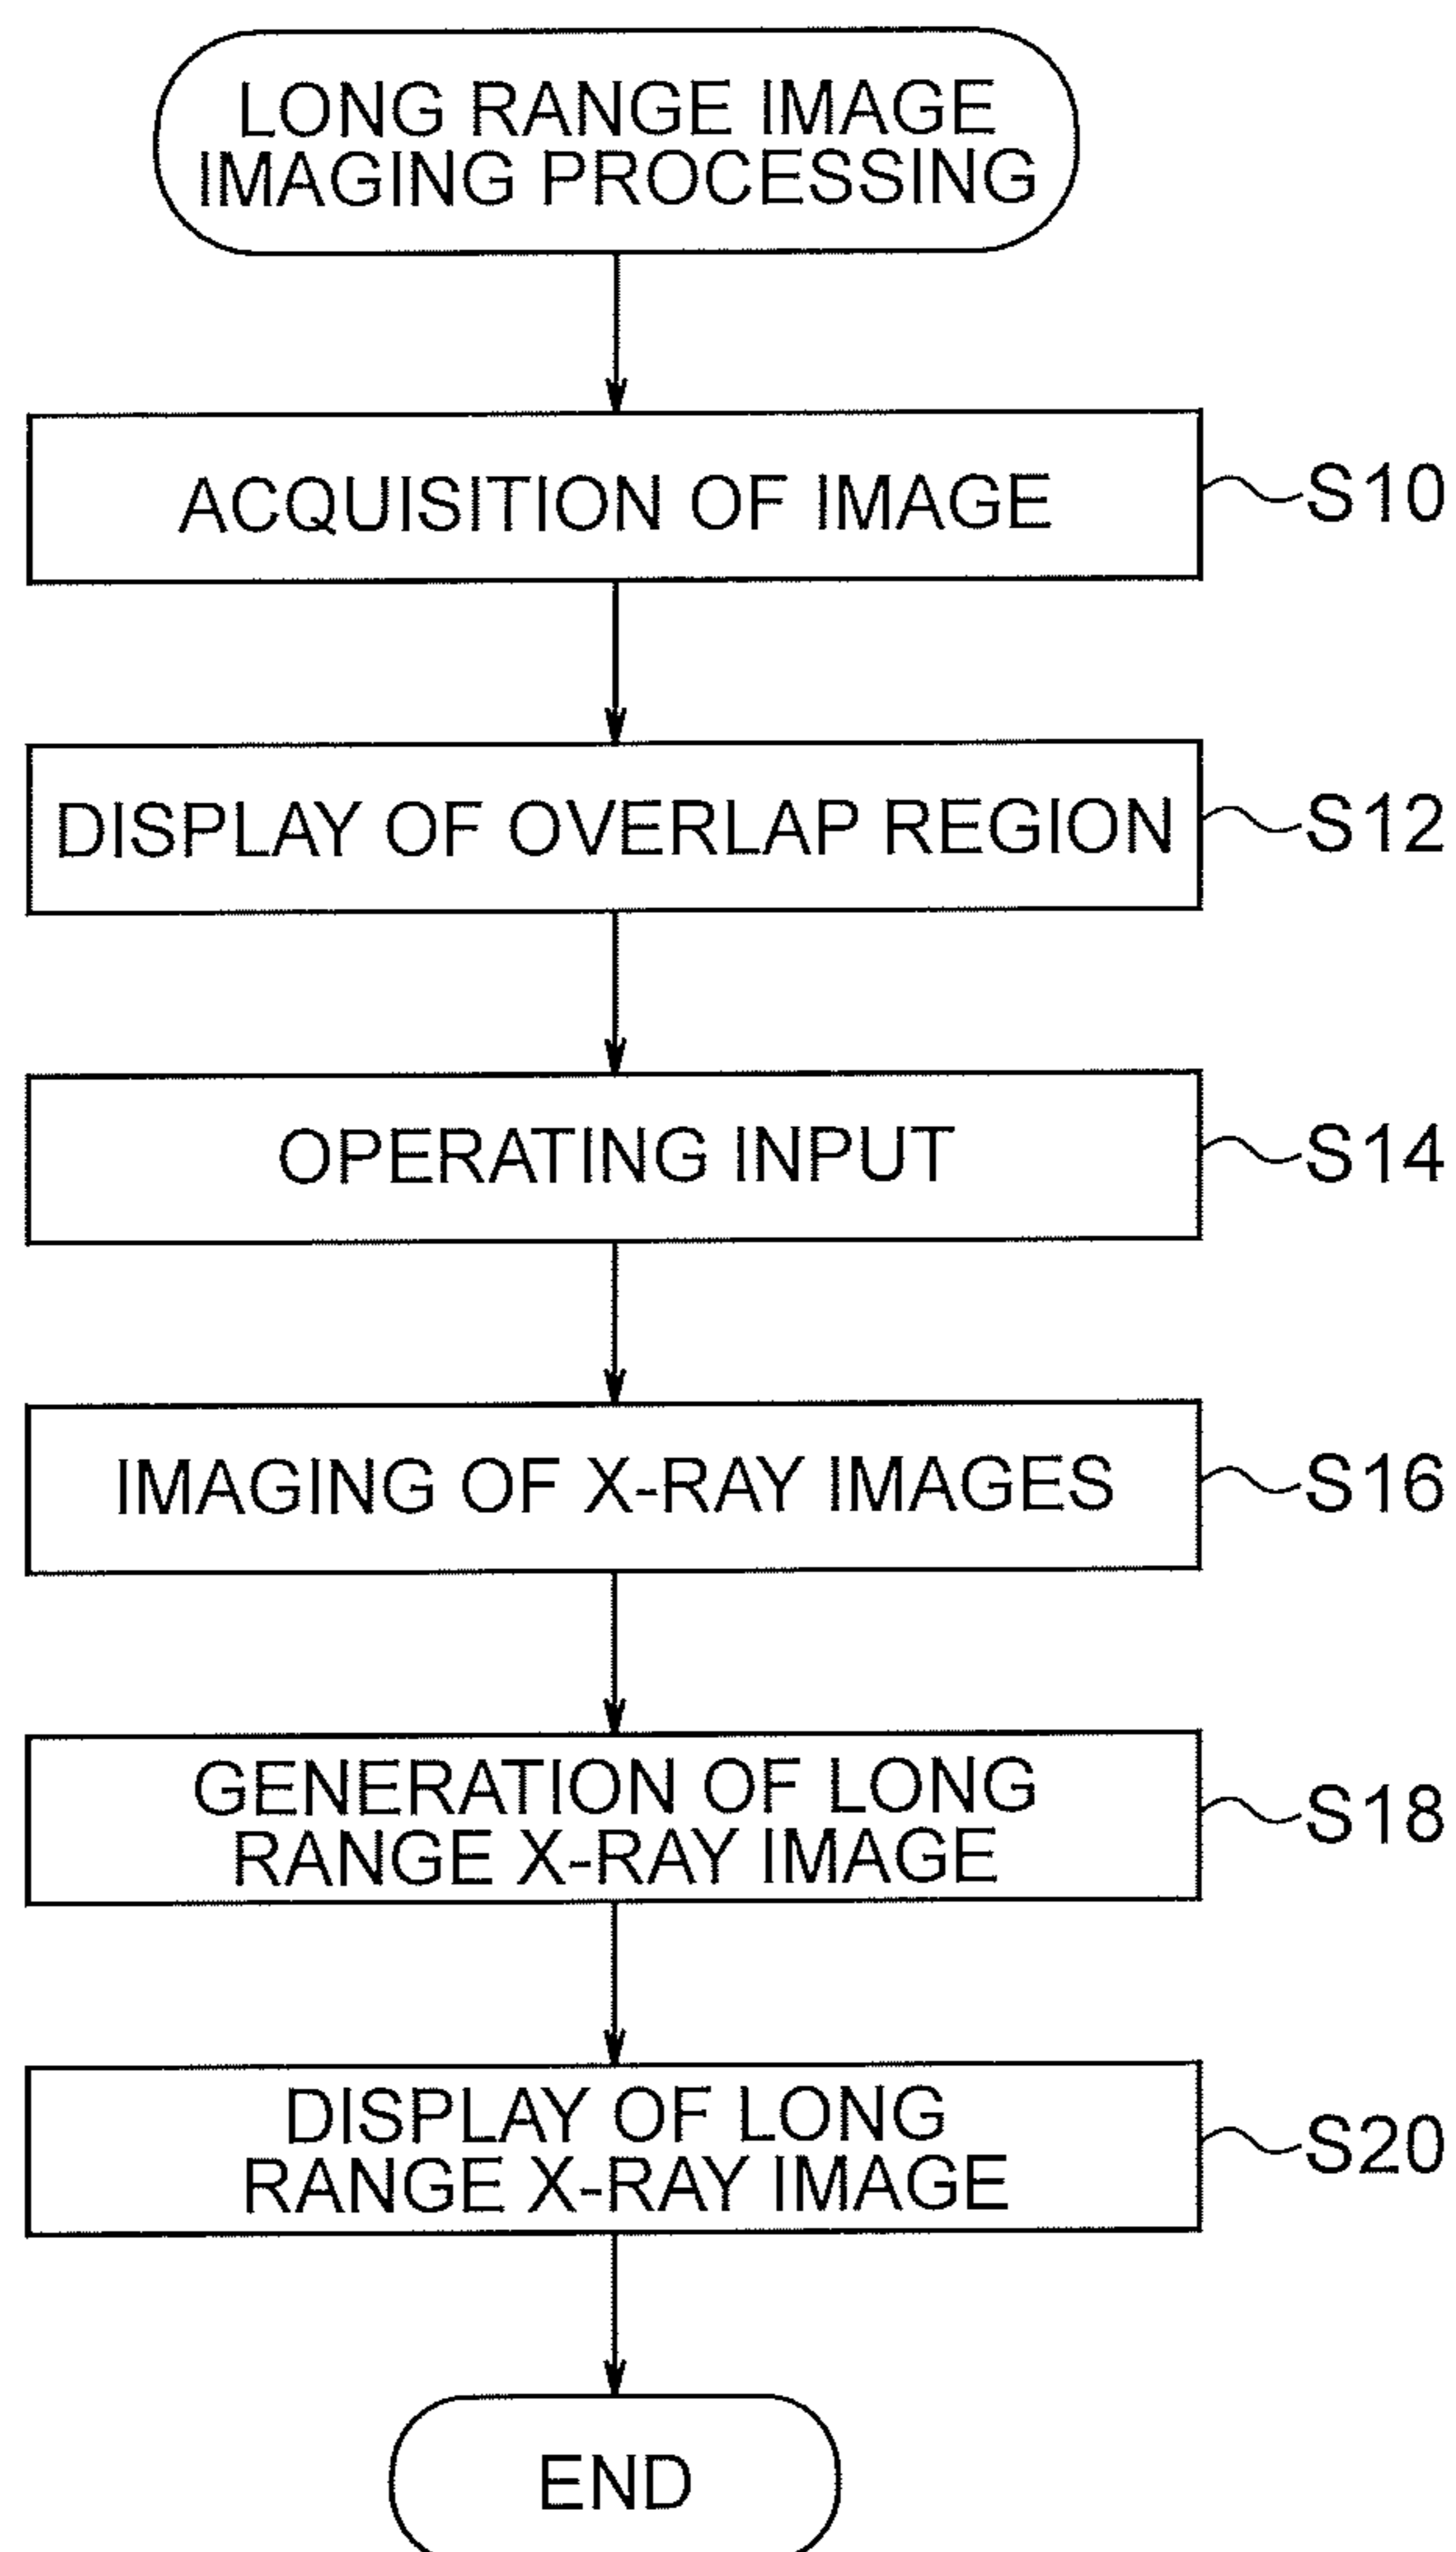 LONG RANGE IMAGE
IMAGING PROCESSING
ACQUISITION OF IMAGE
S10
DISPLAY OF OVERLAP REGION
S12
OPERATING INPUT
S14
IMAGING OF X-RAY IMAGES
S16
GENERATION OF LONG
RANGE X-RAY IMAGE
S18
DISPLAY OF LONG
RANGE X-RAY IMAGE
S20
END